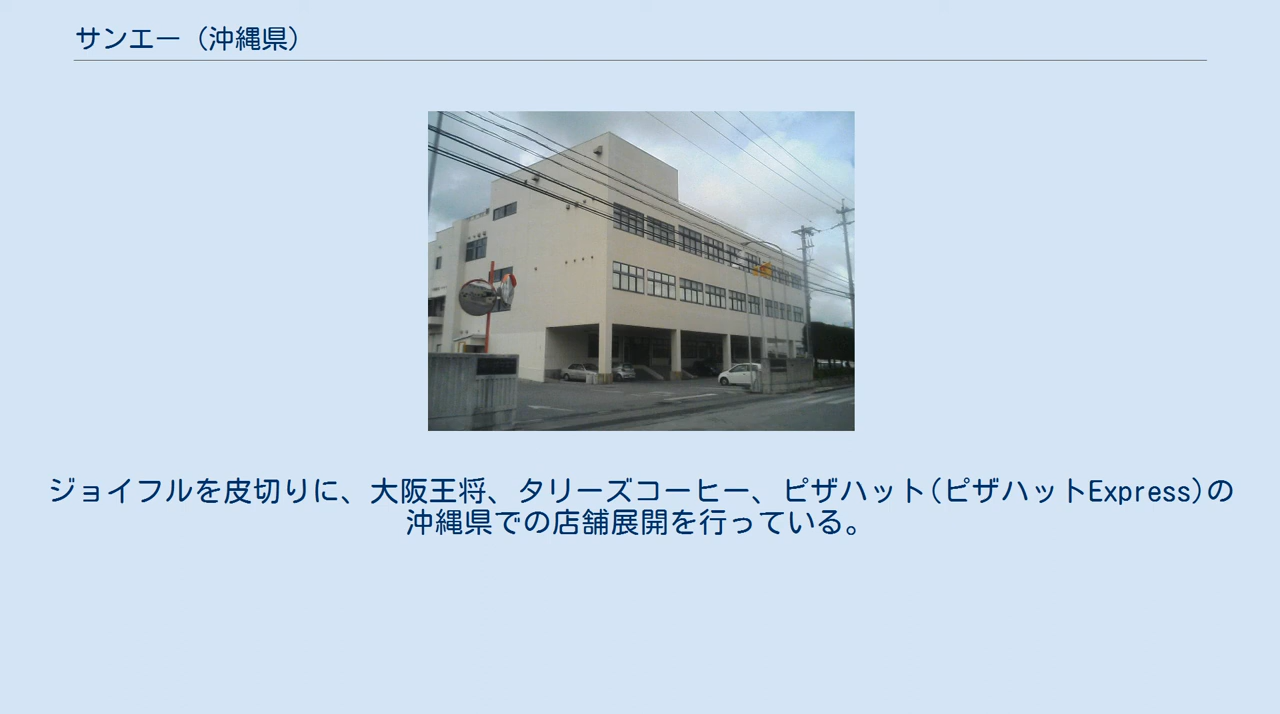 サンエー（沖縄県）
ジョイフルを皮切りに、大阪王将、タリーズコーヒー、ピザハット(ピザハットExpress)の
沖縄県での店舗展開を行っている。